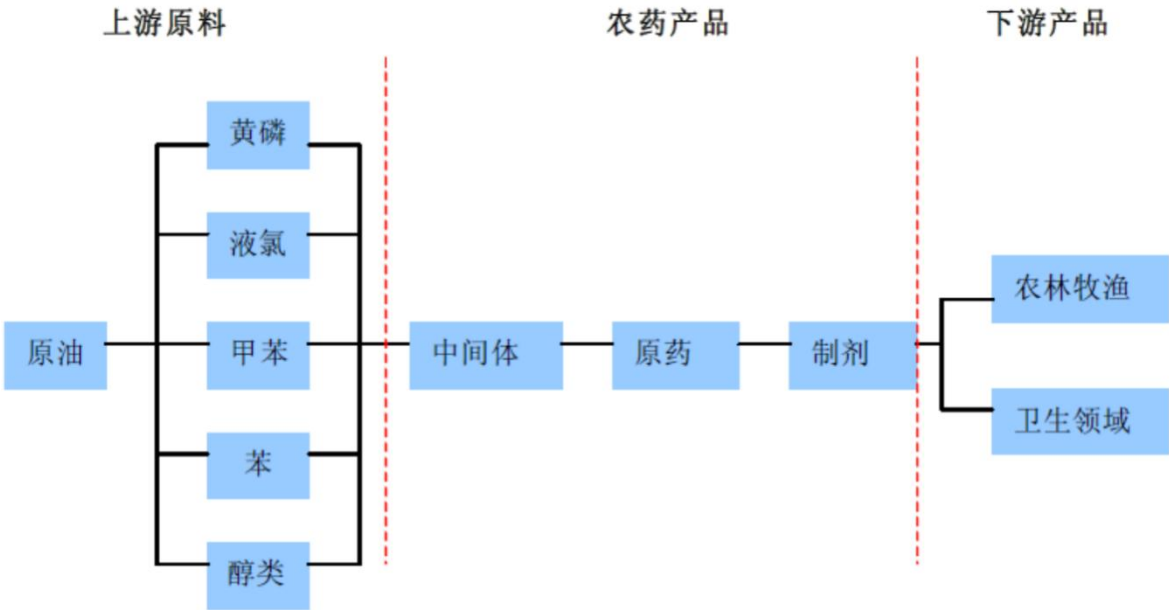 上游原料
农药产品
下游产品
黄磷
液氯
原油
甲苯
中间体
原药
制剂
农林牧渔
苯
卫生领域
醇类